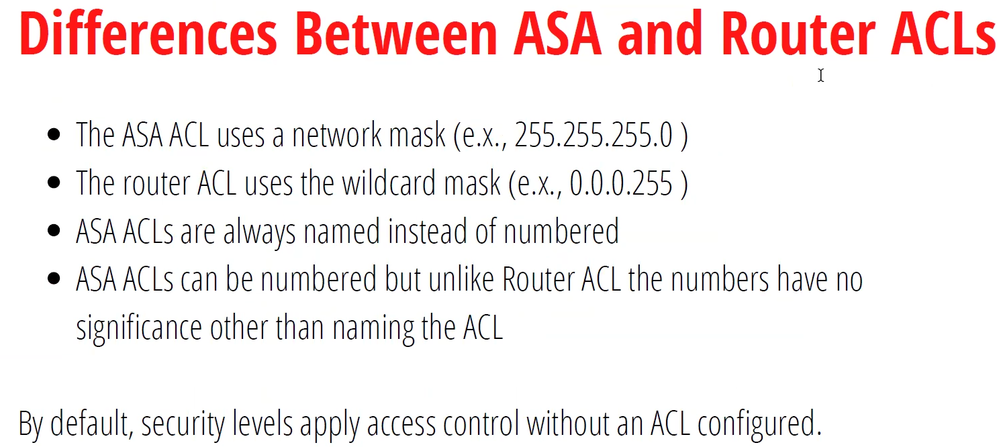 Differences Between ASA and Router ACLs
• The ASA ACL uses a network mask (e.x., 255.255.255.0 )
• The router ACL uses the wildcard mask (e.x., 0.0.0.255 )
• ASA ACLs are always named instead of numbered
• ASA ACLs can be numbered but unlike Router ACL the numbers have no
significance other than naming the ACL
By default, security levels apply access control without an ACL configured.